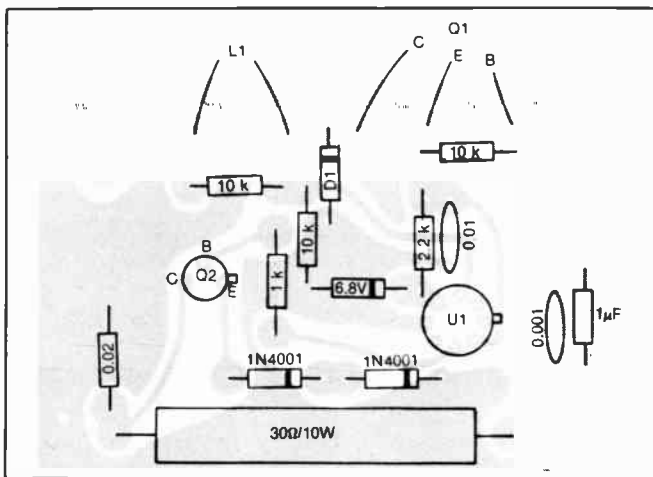 Q1
C
L1
E
B
10 k
D1
10 k
10 k
2.2 k
0.01
B
C
Q2
E
1 k
6.8V
U1
0.001
1µF
0.02
1N4001
1N4001
30Ω/10W